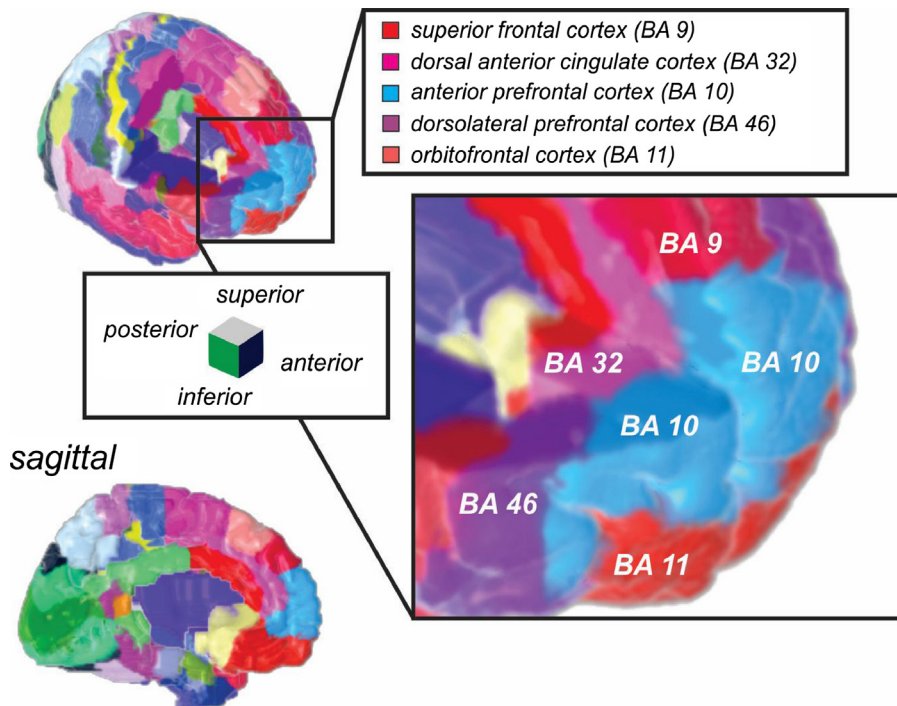 superior frontal cortex (BA 9)
dorsal anterior cingulate cortex (BA 32)
anterior prefrontal cortex (BA 10)
dorsolateral prefrontal cortex (BA 46)
orbitofrontal cortex (BA 11)
superior
posterior
anterior
inferior
BA 9
BA 32
BA 10
BA 10
BA 46
BA 11
sagittal